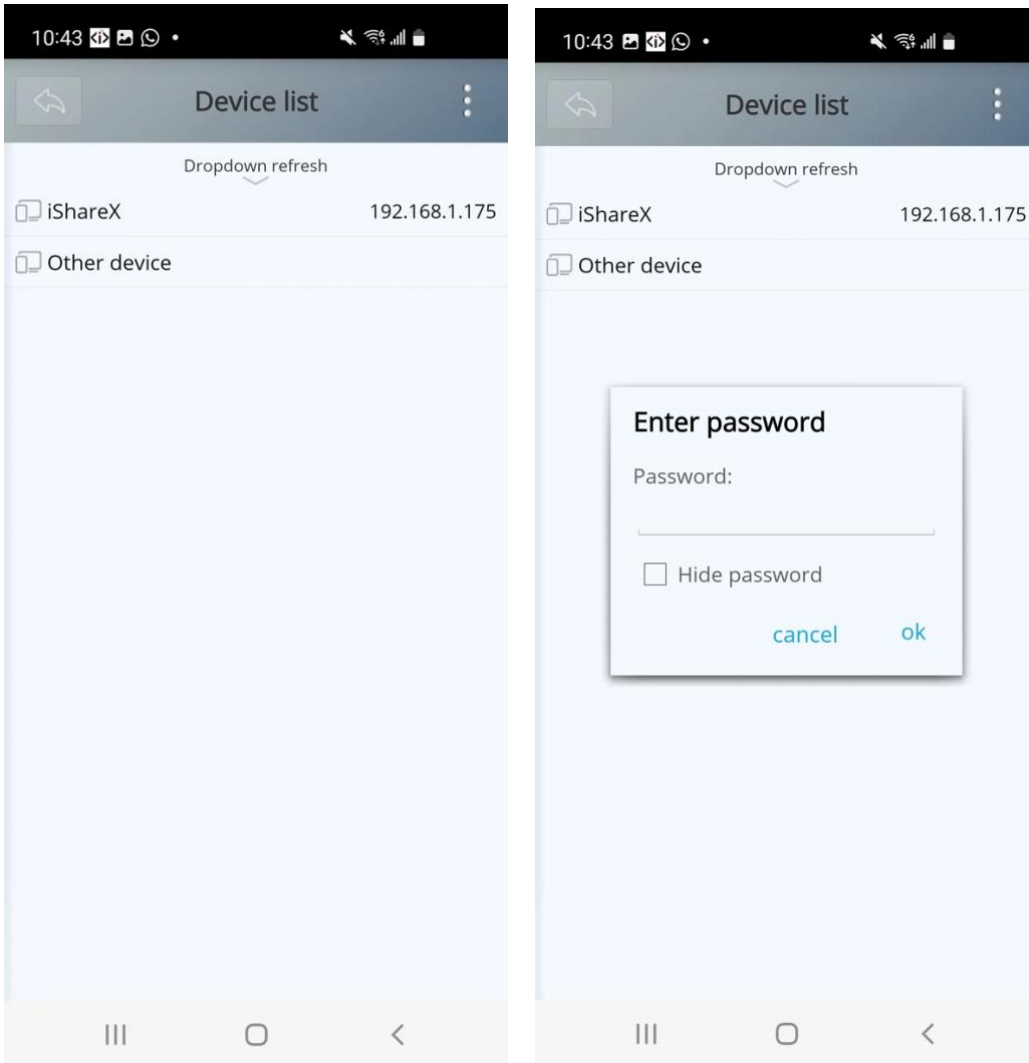 10:43
Device list
Dropdown refresh
iShareX 192.168.1.175
Other device
10:43
Device list
Dropdown refresh
iShareX 192.168.1.175
Other device
Enter password
Password:
Hide password
cancel ok